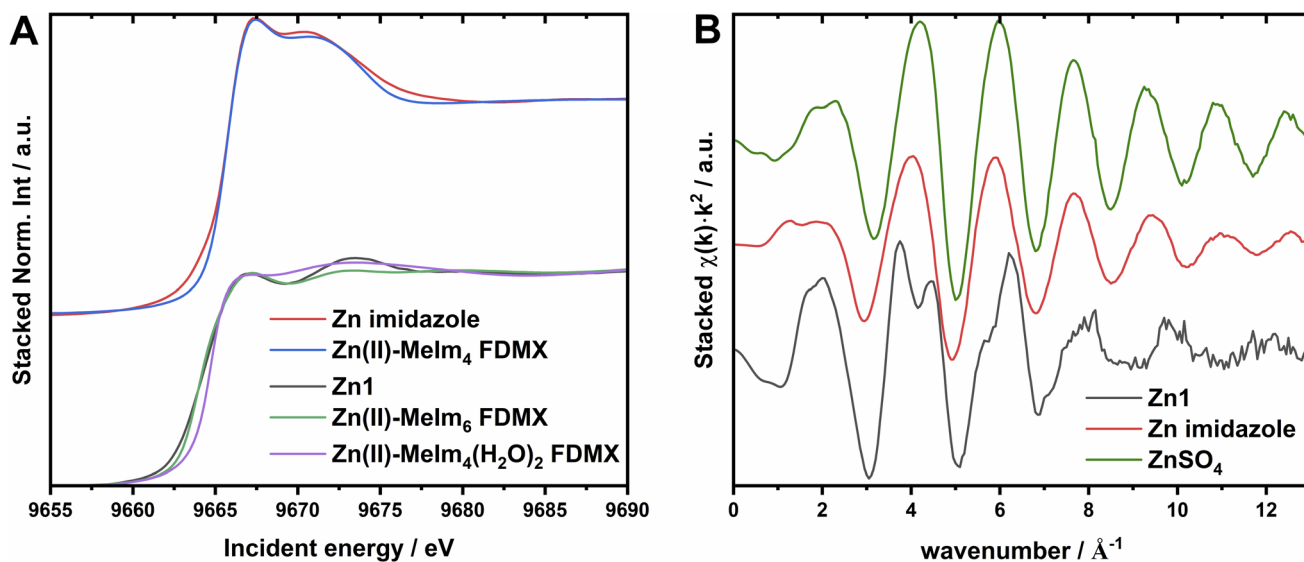 A
Stacked Norm. Int / a.u.
Zn imidazole
Zn(II)-MeIm₄ FDMX
Zn1
Zn(II)-MeIm₆ FDMX
Zn(II)-MeIm₄(H₂O)₂ FDMX
9655 9660 9665 9670 9675 9680 9685 9690
Incident energy / eV
B
Stacked χ(k)·k² / a.u.
Zn1
Zn imidazole
ZnSO₄
0 2 4 6 8 10 12
wavenumber / Å⁻¹